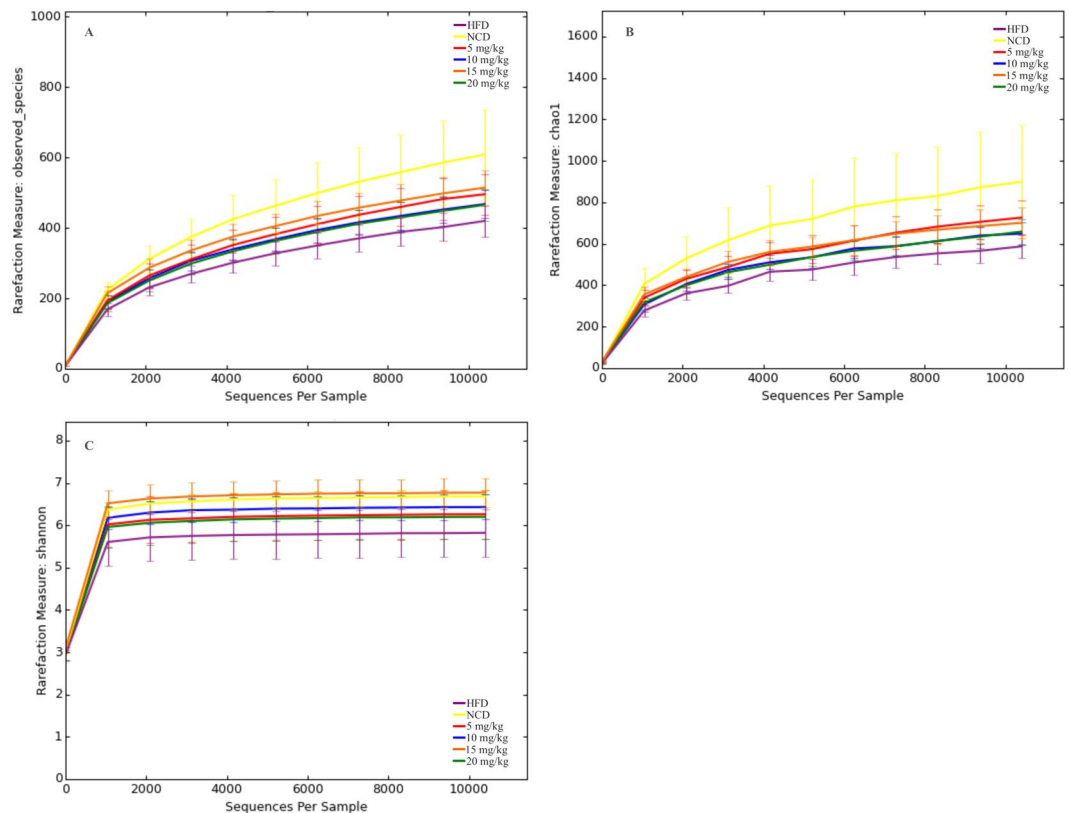 A
Rarefaction Measure: observed_species
1000
800
600
400
200
0
0 2000 4000 6000 8000 10000
Sequences Per Sample
HFD
NCD
5 mg/kg
10 mg/kg
15 mg/kg
20 mg/kg
B
Rarefaction Measure: chao1
1600
1400
1200
1000
800
600
400
200
0
0 2000 4000 6000 8000 10000
Sequences Per Sample
HFD
NCD
5 mg/kg
10 mg/kg
15 mg/kg
20 mg/kg
C
Rarefaction Measure: shannon
8
7
6
5
4
3
2
1
0
0 2000 4000 6000 8000 10000
Sequences Per Sample
HFD
NCD
5 mg/kg
10 mg/kg
15 mg/kg
20 mg/kg